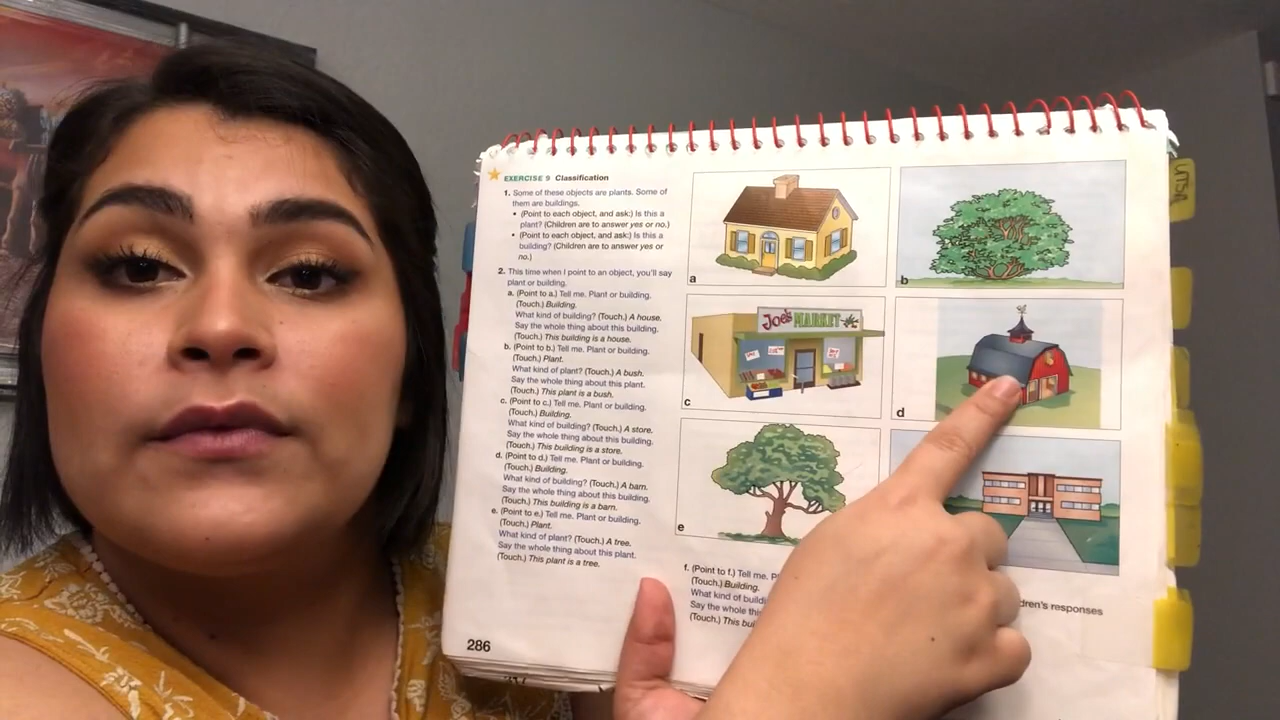 EXERCISE 9 Classification
1. Some of these objects are plants. Some of
them are buildings.
• (Point to each object, and ask:) Is this a
plant? (Children are to answer yes or no.)
• (Point to each object, and ask:) Is this a
building? (Children are to answer yes or
no.)
2. This time when I point to an object, you'll say
plant or building.
a. (Point to a.) Tell me. Plant or building.
(Touch.) Building.
What kind of building? (Touch.) A house.
Say the whole thing about this building.
(Touch.) This building is a house.
b. (Point to b.) Tell me. Plant or building.
(Touch.) Plant.
What kind of plant? (Touch.) A bush.
Say the whole thing about this plant.
(Touch.) This plant is a bush.
c. (Point to c.) Tell me. Plant or building.
(Touch.) Building.
What kind of building? (Touch.) A store.
Say the whole thing about this building.
(Touch.) This building is a store.
d. (Point to d.) Tell me. Plant or building.
(Touch.) Building.
What kind of building? (Touch.) A barn.
Say the whole thing about this building.
(Touch.) This building is a barn.
e. (Point to e.) Tell me. Plant or building.
(Touch.) Plant.
What kind of plant? (Touch.) A tree.
Say the whole thing about this plant.
(Touch.) This plant is a tree.
286
a
b
Joe's MARKET
c
d
e
f. (Point to f.) Tell me. P
(Touch.) Building.
What kind of buildi
Say the whole thi
(Touch.) This bui
dren's responses